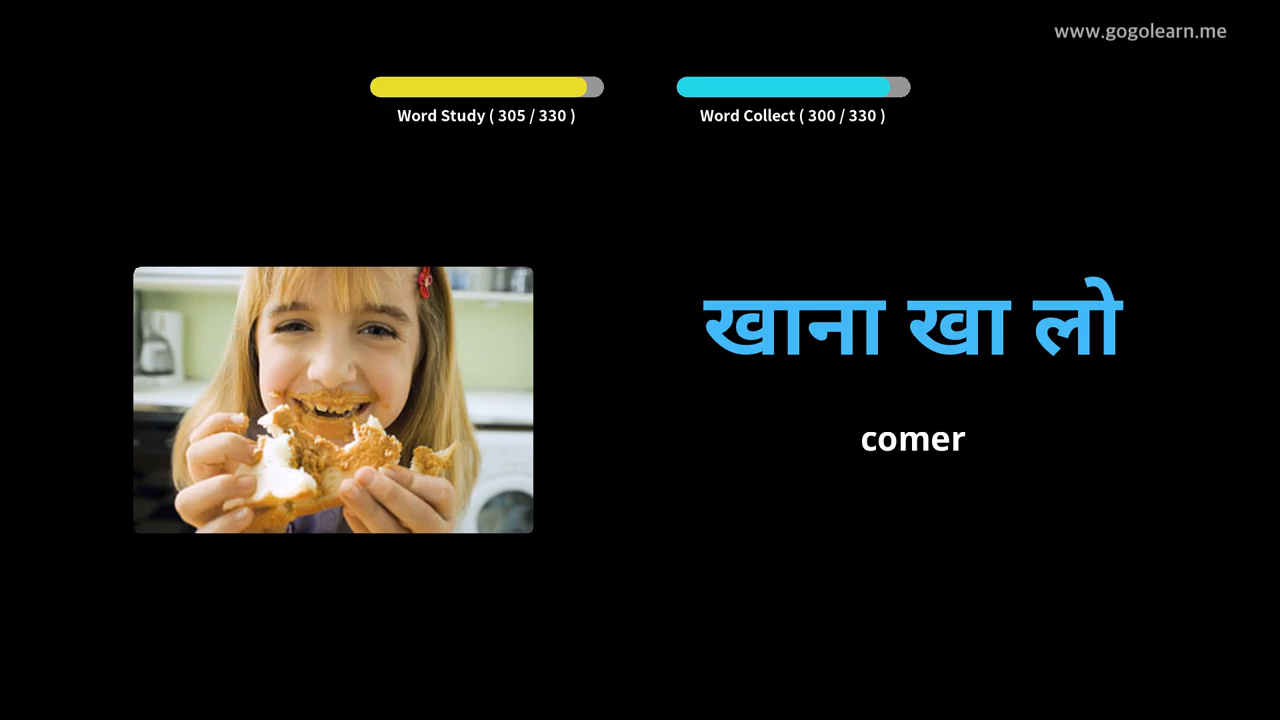 www.gogolearn.me
Word Study ( 305 / 330 )
Word Collect ( 300 / 330 )
खाना खा लो
comer